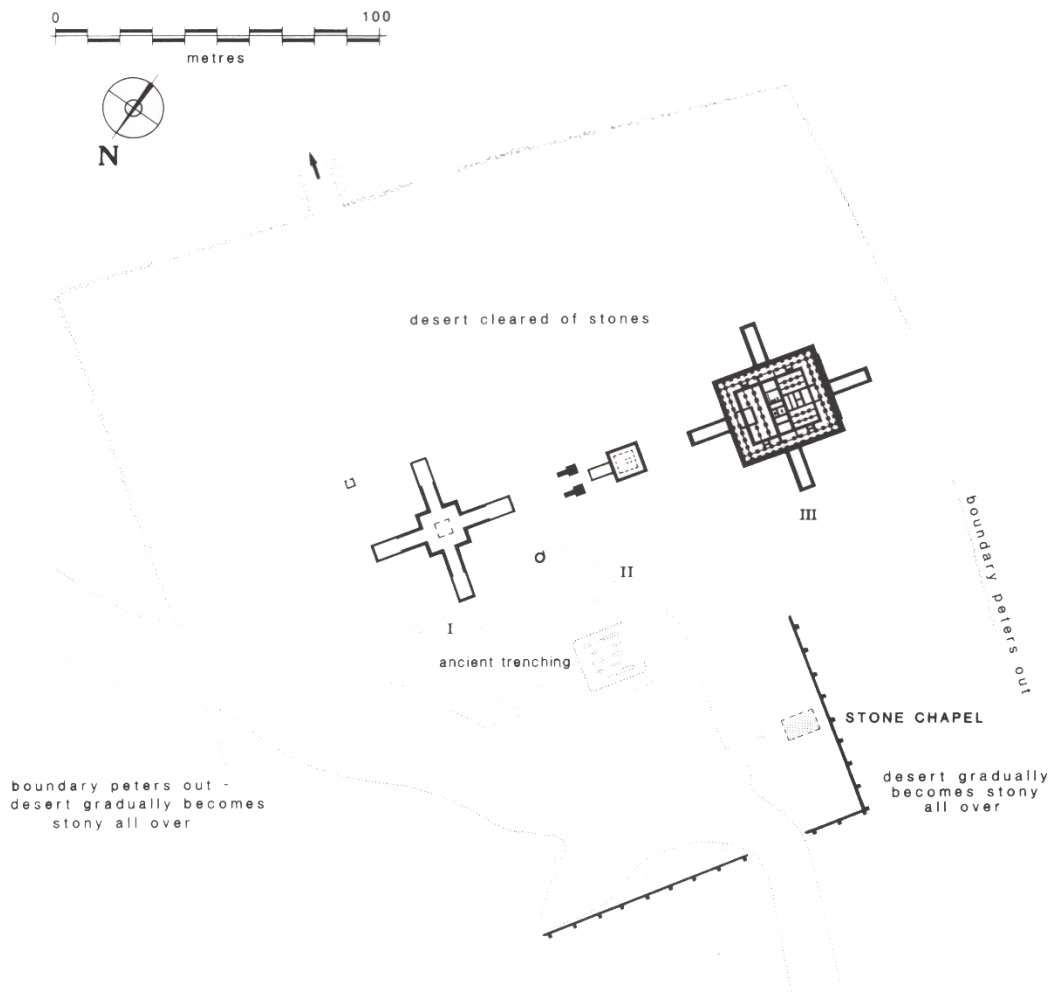 0 100
metres
N
desert cleared of stones
III
II
I
ancient trenching
boundary peters out
STONE CHAPEL
boundary peters out -
desert gradually becomes
stony all over
desert gradually
becomes stony
all over